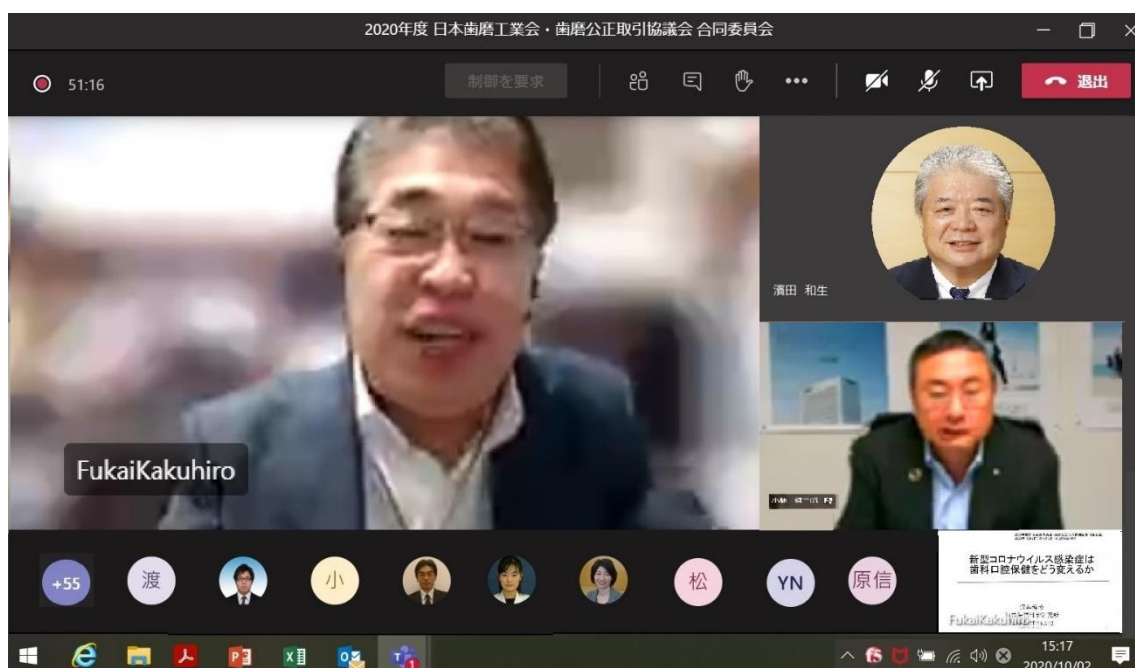 2020年度 日本歯磨工業会・歯磨公正取引協議会 合同委員会
51:16
制御を要求
退出
濱田 和生
FukaiKakuhiro
+55
渡
小
松
YN
原信
新型コロナウイルス感染症は
歯科口腔保健をどう変えるか
FukaiKakuhiro
15:17
2020/10/02